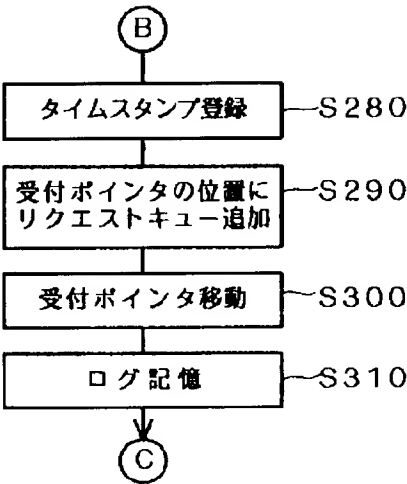 B
タイムスタンプ登録
S280
受付ポインタの位置に
リクエストキュー追加
S290
受付ポインタ移動
S300
ログ記憶
S310
C